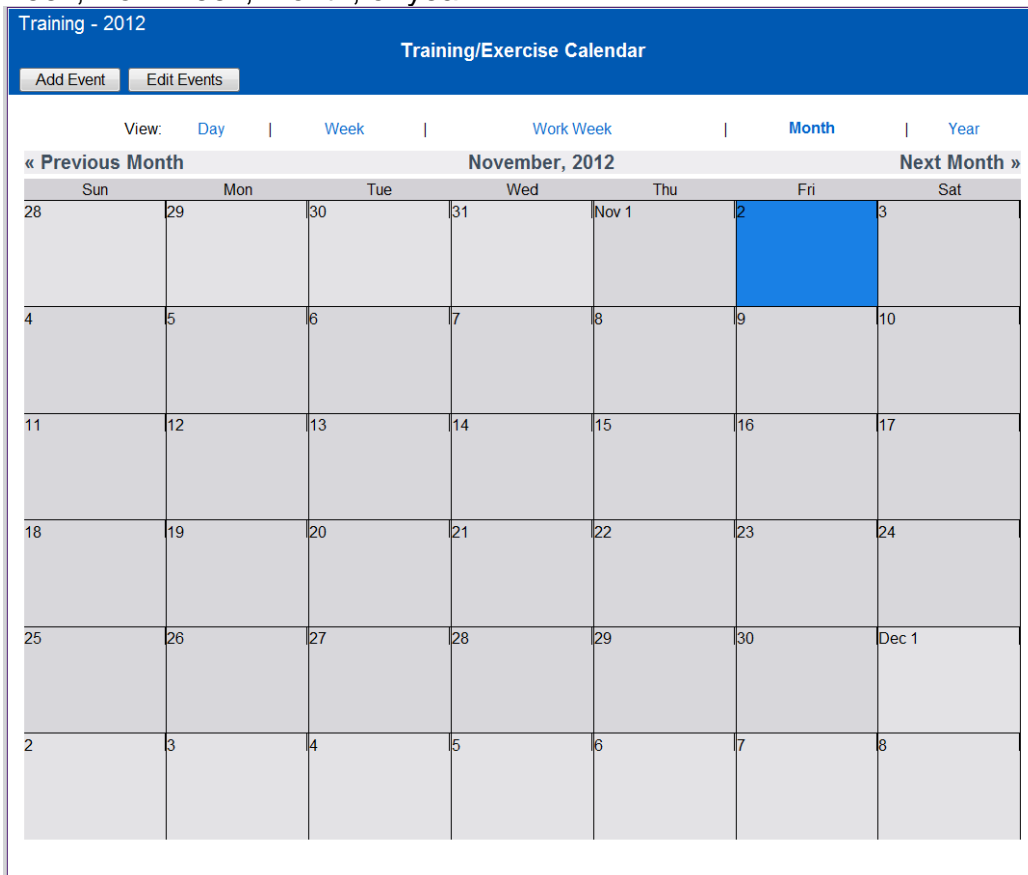 Training - 2012
Training/Exercise Calendar
Add Event Edit Events
View: Day | Week | Work Week | Month | Year
« Previous Month November, 2012 Next Month »
Sun Mon Tue Wed Thu Fri Sat
28 29 30 31 Nov 1 2 3
4 5 6 7 8 9 10
11 12 13 14 15 16 17
18 19 20 21 22 23 24
25 26 27 28 29 30 Dec 1
2 3 4 5 6 7 8